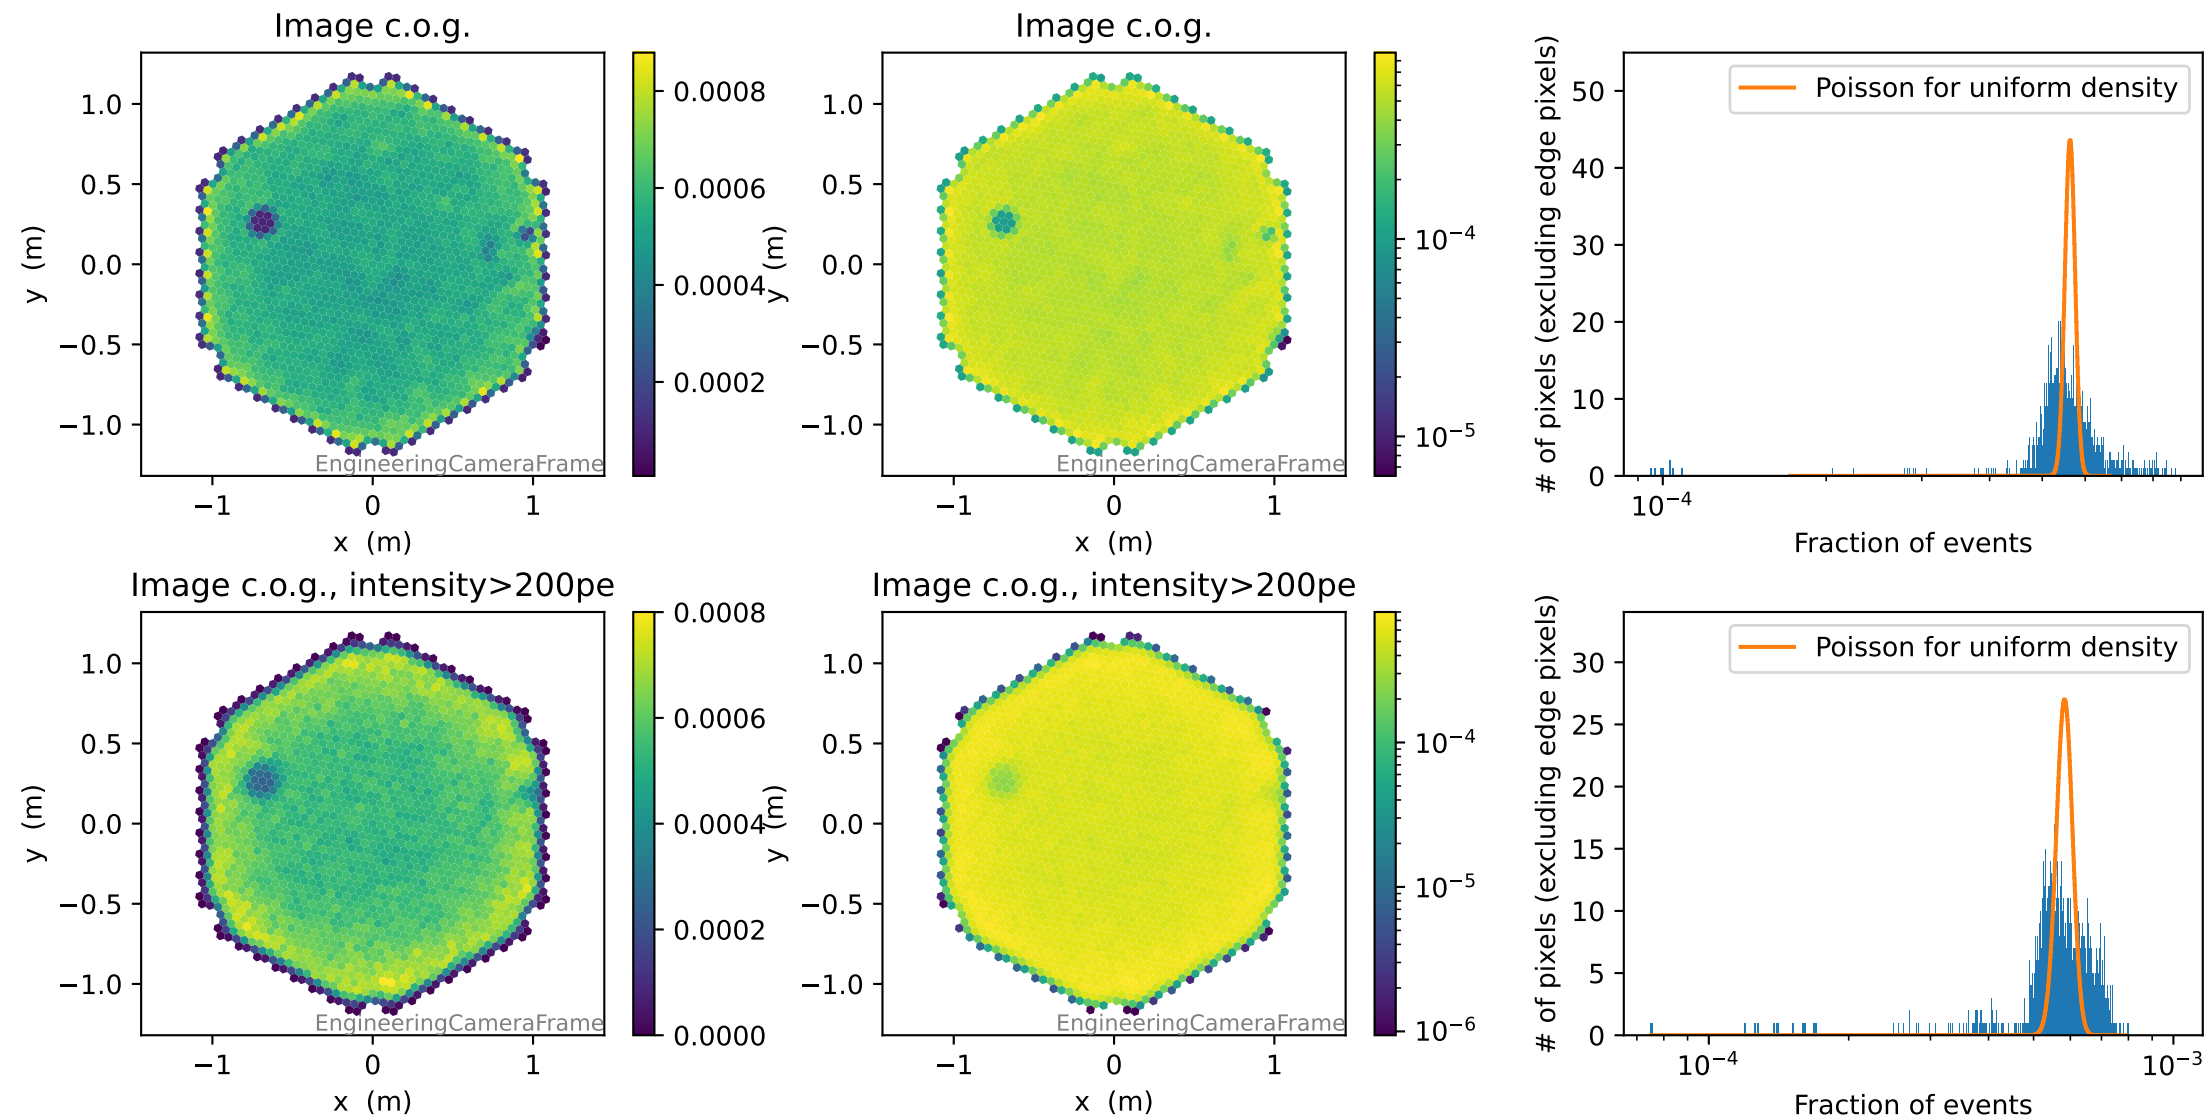 Image c.o.g.
1.0
0.5
0.0
−0.5
−1.0
y (m)
−1
0
1
x (m)
EngineeringCameraFrame
0.0008
0.0006
0.0004
0.0002
Image c.o.g.
1.0
0.5
0.0
−0.5
−1.0
y (m)
−1
0
1
x (m)
EngineeringCameraFrame
10⁻⁴
10⁻⁵
# of pixels (excluding edge pixels)
50
40
30
20
10
0
Poisson for uniform density
10⁻⁴
Fraction of events
Image c.o.g., intensity>200pe
1.0
0.5
0.0
−0.5
−1.0
y (m)
−1
0
1
x (m)
EngineeringCameraFrame
0.0008
0.0006
0.0004
0.0002
0.0000
Image c.o.g., intensity>200pe
1.0
0.5
0.0
−0.5
−1.0
y (m)
−1
0
1
x (m)
EngineeringCameraFrame
10⁻⁴
10⁻⁵
10⁻⁶
# of pixels (excluding edge pixels)
30
25
20
15
10
5
0
Poisson for uniform density
10⁻⁴
10⁻³
Fraction of events